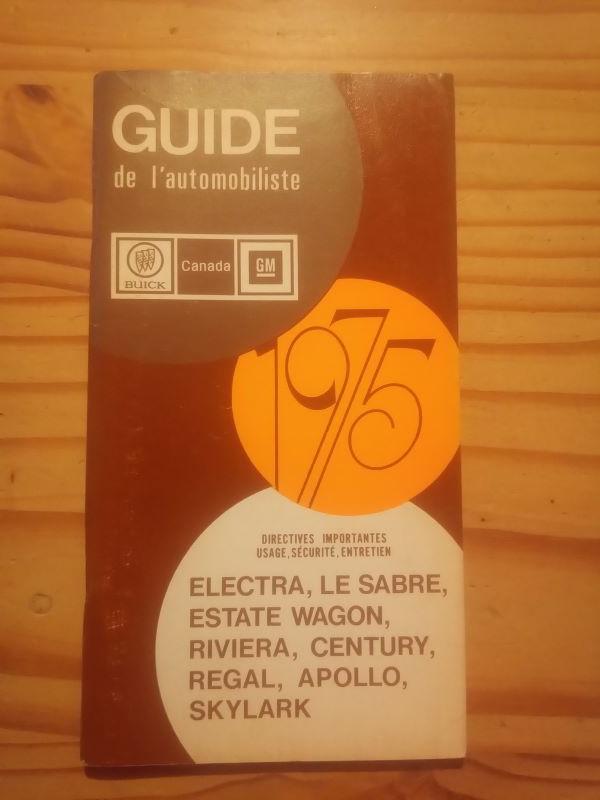 GUIDE
de l'automobiliste
BUICK
Canada
GM
1975
DIRECTIVES IMPORTANTES
USAGE, SÉCURITÉ, ENTRETIEN
ELECTRA, LE SABRE,
ESTATE WAGON,
RIVIERA, CENTURY,
REGAL, APOLLO,
SKYLARK